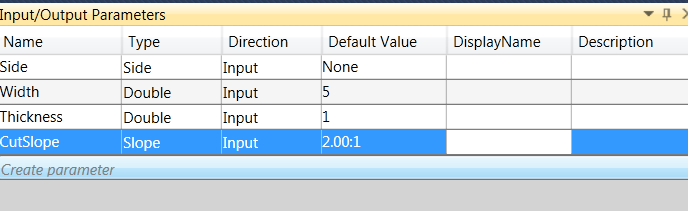 Input/Output Parameters
Name Type Direction Default Value DisplayName Description
Side Side Input None
Width Double Input 5
Thickness Double Input 1
CutSlope Slope Input 2.00:1
Create parameter